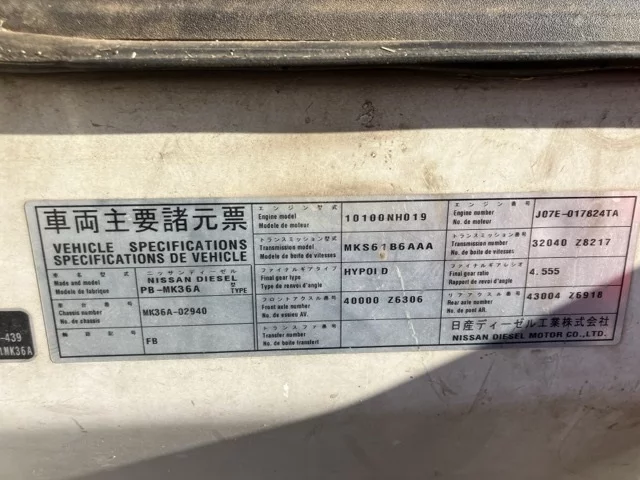 車両主要諸元票
VEHICLE SPECIFICATIONS
SPECIFICATIONS DE VEHICLE
車名及型式
Make and model
Modele de fabrique
ニッサンディーゼル
NISSAN DIESEL
PB-MK36A
型式
TYPE
車台番号
Chassis number
No. de chassis
MK36A-02940
解説記号
FB
エンジン型式
Engine model
Modele de moteur
10100NH019
エンジン番号
Engine number
No. de moteur
J07E-017824TA
トランスミッション型式
Transmission model
Modele de boite de vitesses
MKS61B6AAA
トランスミッション番号
Transmission number
No. de boite de vitesses
32040 Z8217
ファイナルギアタイプ
Final gear type
Type de renvoi d'angle
HYPOID
ファイナルギアレシオ
Final gear ratio
Rapport de renvoi d'angle
4.555
フロントアクスル番号
Front axle number
No. de essieu AV.
40000 Z6306
リアアクスル番号
Rear axle number
No. de pont AR.
43004 Z6918
トランスファ番号
Transfer number
No. de boite transfert
日産ディーゼル工業株式会社
NISSAN DIESEL MOTOR CO.,LTD.
-439
MK36A